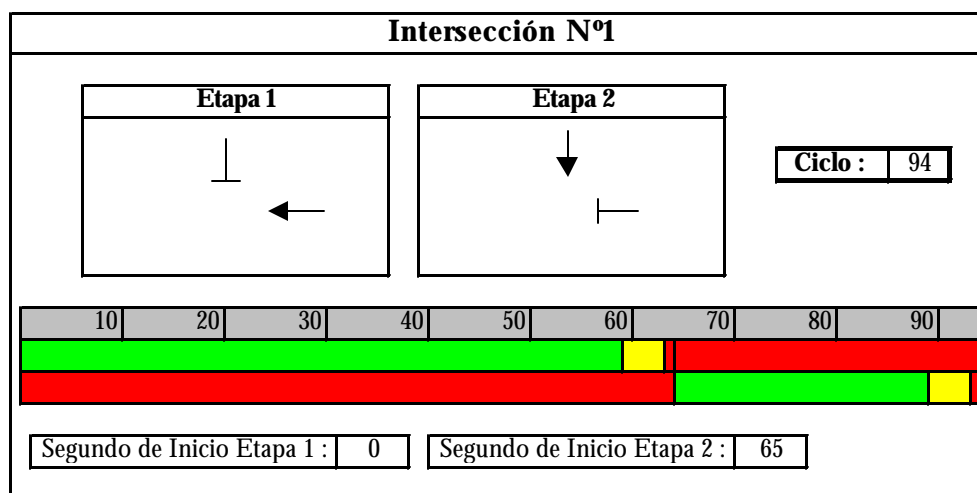 Intersección Nº1
Etapa 1 Etapa 2
Ciclo : 94
10 20 30 40 50 60 70 80 90
Segundo de Inicio Etapa 1 : 0 Segundo de Inicio Etapa 2 : 65